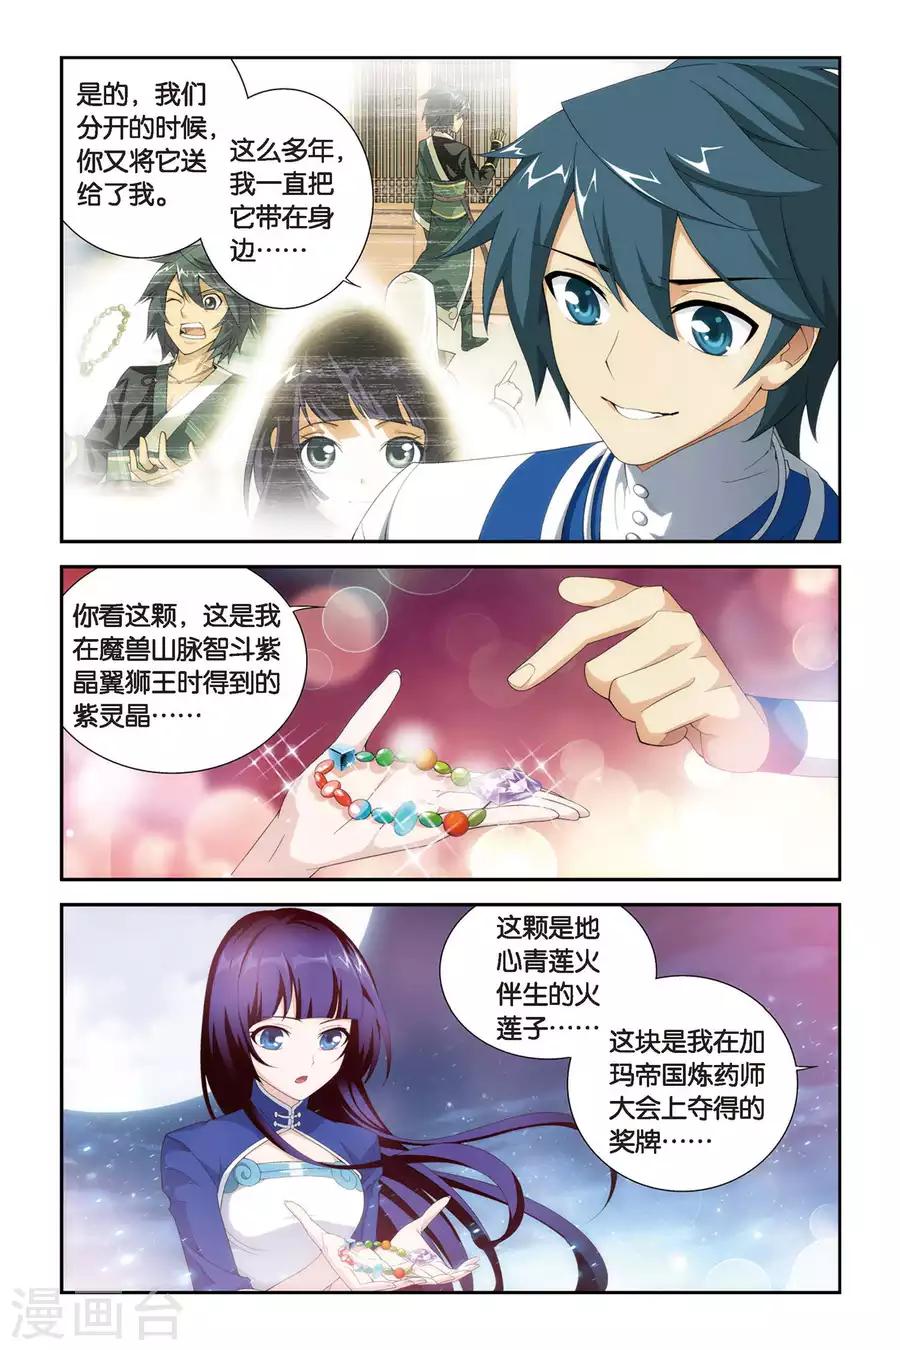 是的，我们
分开的时候，
你又将它送
给了我。
这么多年，
我一直把
它带在身
边……
你看这颗，这是我
在魔兽山脉智斗紫
晶翼狮王时得到的
紫灵晶……
这颗是地
心青莲火
伴生的火
莲子……
这块是我在加
玛帝国炼药师
大会上夺得的
奖牌……
漫画台